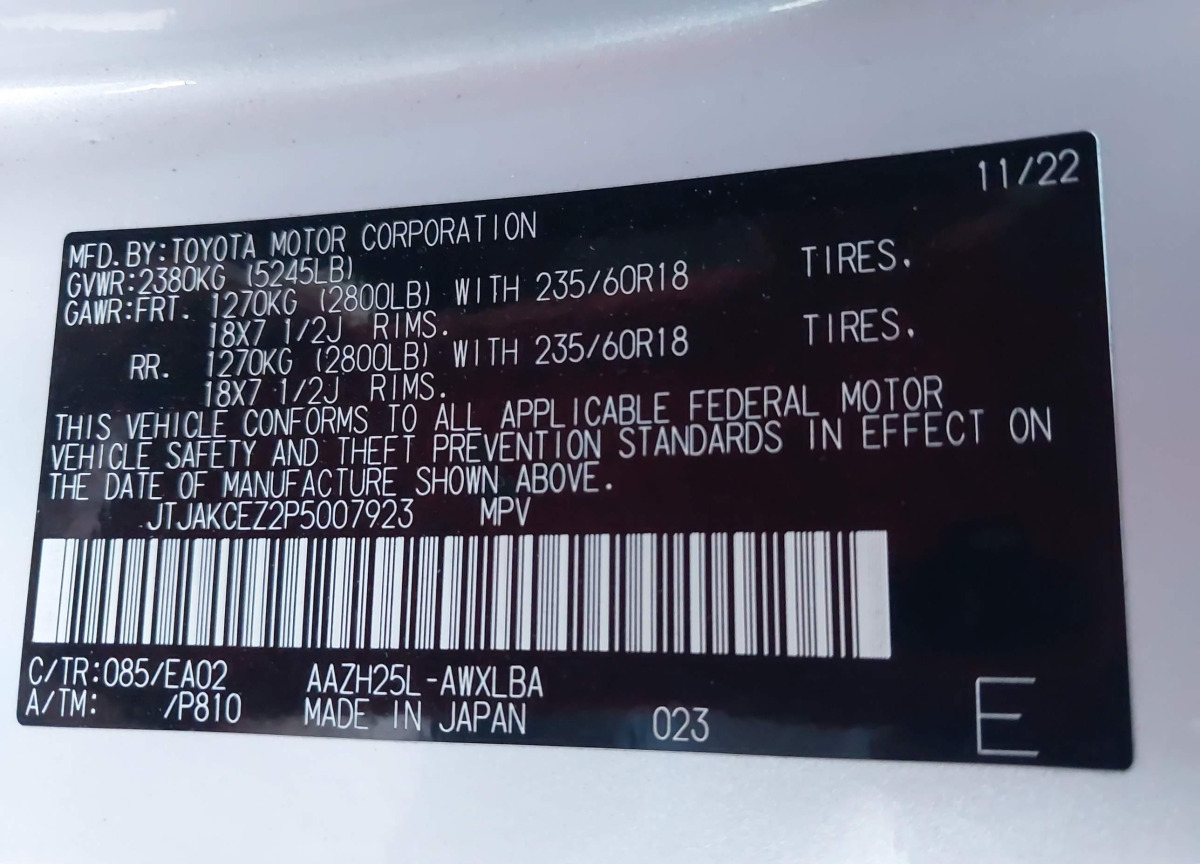 11/22
MFD. BY: TOYOTA MOTOR CORPORATION
GVWR: 2380KG (5245LB)
GAWR: FRT. 1270KG (2800LB) WITH 235/60R18 TIRES.
18X7 1/2J RIMS.
RR. 1270KG (2800LB) WITH 235/60R18 TIRES.
18X7 1/2J RIMS.
THIS VEHICLE CONFORMS TO ALL APPLICABLE FEDERAL MOTOR
VEHICLE SAFETY AND THEFT PREVENTION STANDARDS IN EFFECT ON
THE DATE OF MANUFACTURE SHOWN ABOVE.
JTJAKCEZ2P5007923 MPV
C/TR: 085/EA02 AAZH25L-AWXLBA
A/TM: /P810 MADE IN JAPAN 023 E